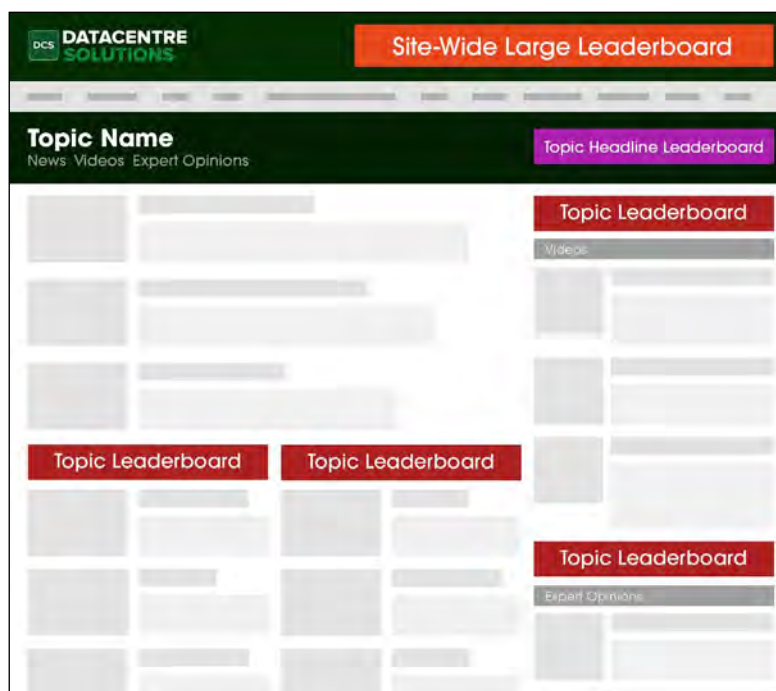 DCS
DATACENTRE
SOLUTIONS
Site-Wide Large Leaderboard
Topic Name
News Videos Expert Opinions
Topic Headline Leaderboard
Topic Leaderboard
Videos
Topic Leaderboard
Topic Leaderboard
Topic Leaderboard
Expert Opinions